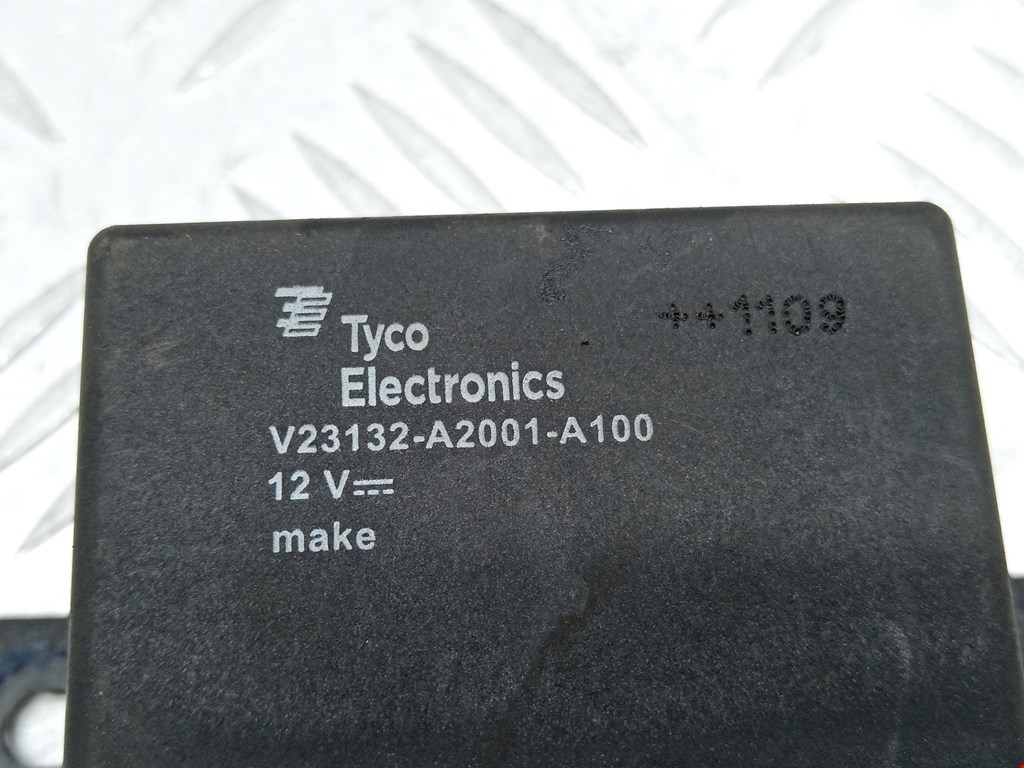 Tyco
Electronics
++1109
V23132-A2001-A100
12 V⎓
make